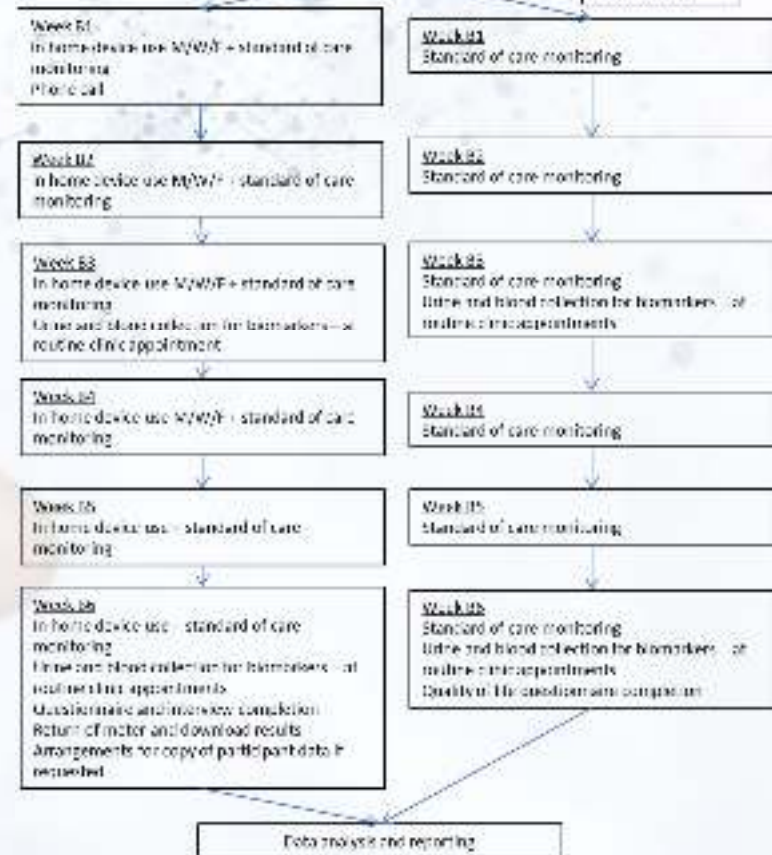 Week B1
In home device use M/W/F + standard of care
monitoring
Phone call
Week B2
In home device use M/W/F + standard of care
monitoring
Week B3
In home device use M/W/F + standard of care
monitoring
Urine and blood collection for biomarkers – at
routine clinic appointment
Week B4
In home device use M/W/F + standard of care
monitoring
Week B5
In home device use + standard of care
monitoring
Week B6
In home device use + standard of care
monitoring
Urine and blood collection for biomarkers – at
routine clinic appointments
Questionnaire and interview completion
Return of meter and download results
Arrangements for copy of participant data if
requested
Week B1
Standard of care monitoring
Week B2
Standard of care monitoring
Week B3
Standard of care monitoring
Urine and blood collection for biomarkers – at
routine clinic appointments
Week B4
Standard of care monitoring
Week B5
Standard of care monitoring
Week B6
Standard of care monitoring
Urine and blood collection for biomarkers – at
routine clinic appointments
Quality of life questionnaire completion
Data analysis and reporting